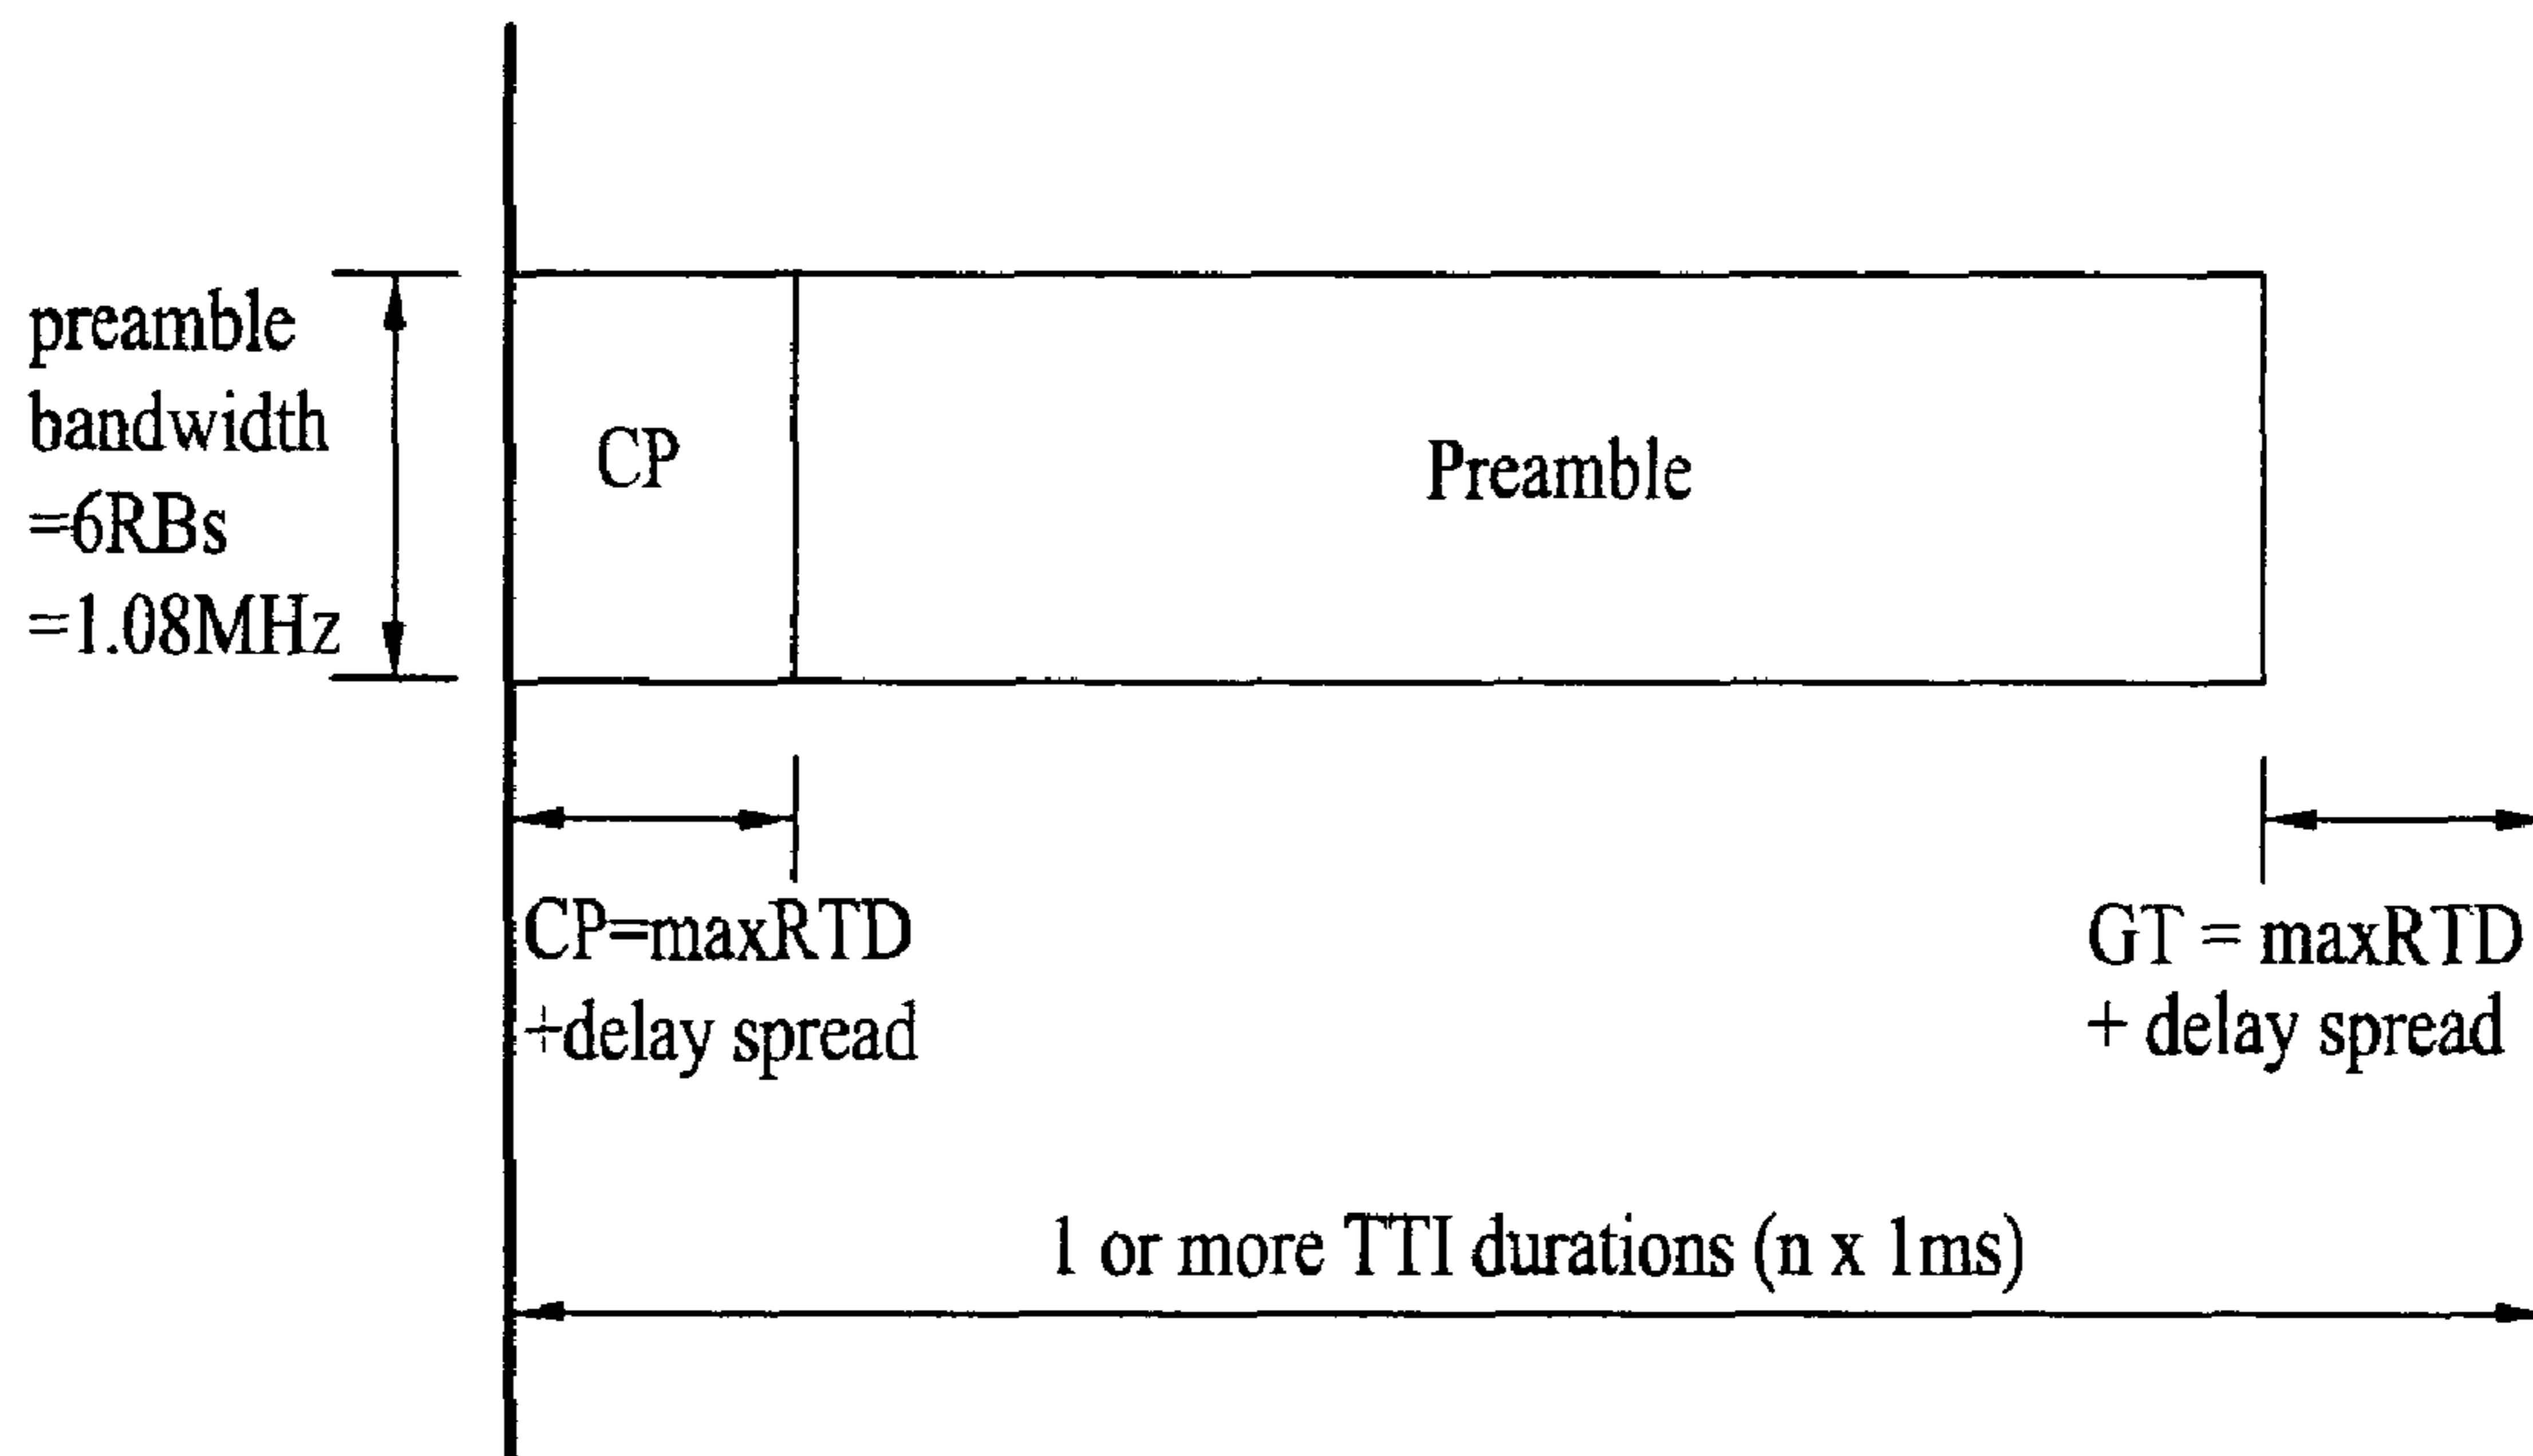 preamble
bandwidth
=6RBs
=1.08MHz
CP
Preamble
CP=maxRTD
+delay spread
GT = maxRTD
+ delay spread
1 or more TTI durations (n x 1ms)